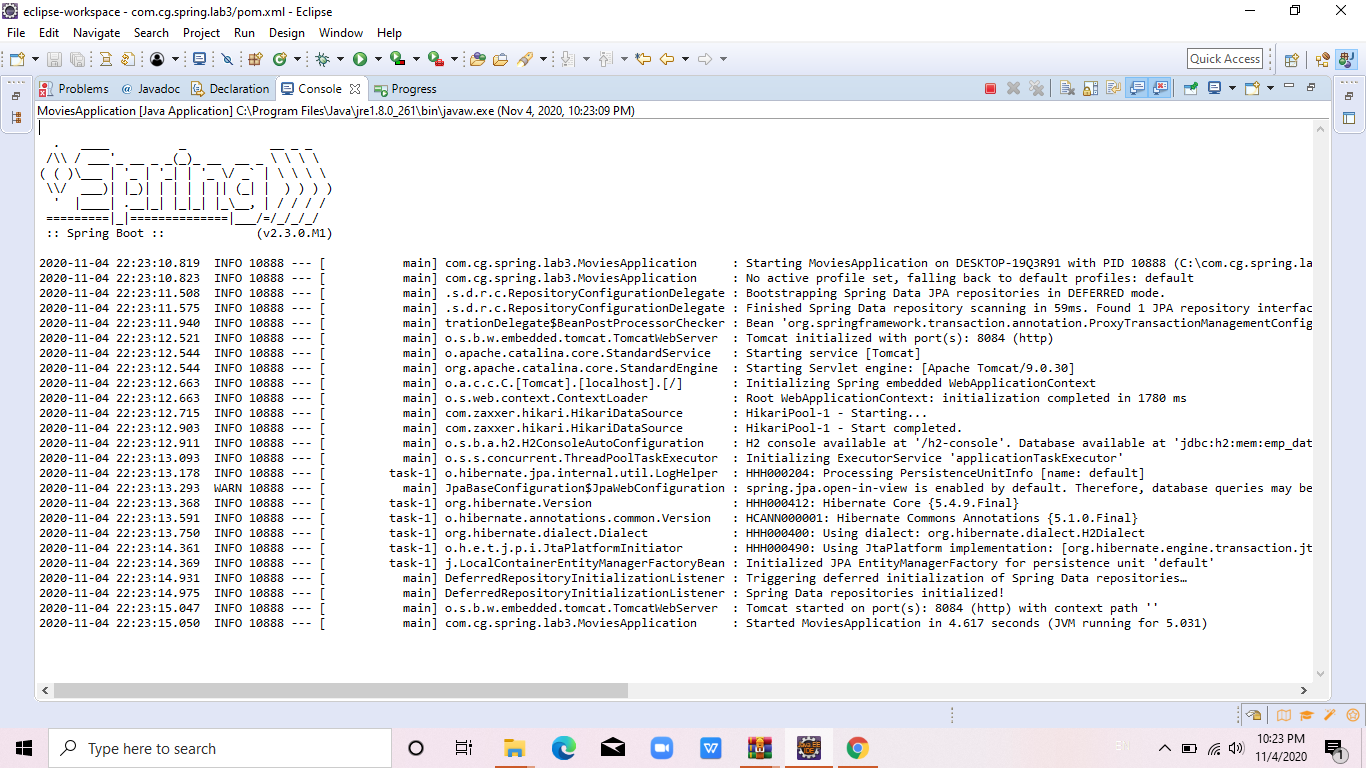 eclipse-workspace - com.cg.spring.lab3/pom.xml - Eclipse
File Edit Navigate Search Project Run Design Window Help
Quick Access
Problems @ Javadoc Declaration Console Progress
MoviesApplication [Java Application] C:\Program Files\Java\jre1.8.0_261\bin\javaw.exe (Nov 4, 2020, 10:23:09 PM)
Spring
:: Spring Boot :: (v2.3.0.M1)
2020-11-04 22:23:10.819 INFO 10888 --- [ main] com.cg.spring.lab3.MoviesApplication : Starting MoviesApplication on DESKTOP-19Q3R91 with PID 10888 (C:\com.cg.spring.la
2020-11-04 22:23:10.823 INFO 10888 --- [ main] com.cg.spring.lab3.MoviesApplication : No active profile set, falling back to default profiles: default
2020-11-04 22:23:11.508 INFO 10888 --- [ main] .s.d.r.c.RepositoryConfigurationDelegate : Bootstrapping Spring Data JPA repositories in DEFERRED mode.
2020-11-04 22:23:11.575 INFO 10888 --- [ main] .s.d.r.c.RepositoryConfigurationDelegate : Finished Spring Data repository scanning in 59ms. Found 1 JPA repository interfac
2020-11-04 22:23:11.940 INFO 10888 --- [ main] trationDelegate$BeanPostProcessorChecker : Bean 'org.springframework.transaction.annotation.ProxyTransactionManagementConfig
2020-11-04 22:23:12.521 INFO 10888 --- [ main] o.s.b.w.embedded.tomcat.TomcatWebServer : Tomcat initialized with port(s): 8084 (http)
2020-11-04 22:23:12.544 INFO 10888 --- [ main] o.apache.catalina.core.StandardService : Starting service [Tomcat]
2020-11-04 22:23:12.544 INFO 10888 --- [ main] org.apache.catalina.core.StandardEngine : Starting Servlet engine: [Apache Tomcat/9.0.30]
2020-11-04 22:23:12.663 INFO 10888 --- [ main] o.a.c.c.C.[Tomcat].[localhost].[/] : Initializing Spring embedded WebApplicationContext
2020-11-04 22:23:12.663 INFO 10888 --- [ main] o.s.web.context.ContextLoader : Root WebApplicationContext: initialization completed in 1780 ms
2020-11-04 22:23:12.715 INFO 10888 --- [ main] com.zaxxer.hikari.HikariDataSource : HikariPool-1 - Starting...
2020-11-04 22:23:12.903 INFO 10888 --- [ main] com.zaxxer.hikari.HikariDataSource : HikariPool-1 - Start completed.
2020-11-04 22:23:12.911 INFO 10888 --- [ main] o.s.b.a.h2.H2ConsoleAutoConfiguration : H2 console available at '/h2-console'. Database available at 'jdbc:h2:mem:emp_dat
2020-11-04 22:23:13.093 INFO 10888 --- [ main] o.s.s.concurrent.ThreadPoolTaskExecutor : Initializing ExecutorService 'applicationTaskExecutor'
2020-11-04 22:23:13.178 INFO 10888 --- [ task-1] o.hibernate.jpa.internal.util.LogHelper : HHH000204: Processing PersistenceUnitInfo [name: default]
2020-11-04 22:23:13.293 WARN 10888 --- [ main] JpaBaseConfiguration$JpaWebConfiguration : spring.jpa.open-in-view is enabled by default. Therefore, database queries may be
2020-11-04 22:23:13.368 INFO 10888 --- [ task-1] org.hibernate.Version : HHH000412: Hibernate Core {5.4.9.Final}
2020-11-04 22:23:13.591 INFO 10888 --- [ task-1] o.hibernate.annotations.common.Version : HCANN000001: Hibernate Commons Annotations {5.1.0.Final}
2020-11-04 22:23:13.750 INFO 10888 --- [ task-1] org.hibernate.dialect.Dialect : HHH000400: Using dialect: org.hibernate.dialect.H2Dialect
2020-11-04 22:23:14.361 INFO 10888 --- [ task-1] o.h.e.t.j.p.i.JtaPlatformInitiator : HHH000490: Using JtaPlatform implementation: [org.hibernate.engine.transaction.jt
2020-11-04 22:23:14.369 INFO 10888 --- [ task-1] j.LocalContainerEntityManagerFactoryBean : Initialized JPA EntityManagerFactory for persistence unit 'default'
2020-11-04 22:23:14.931 INFO 10888 --- [ main] DeferredRepositoryInitializationListener : Triggering deferred initialization of Spring Data repositories…
2020-11-04 22:23:14.975 INFO 10888 --- [ main] DeferredRepositoryInitializationListener : Spring Data repositories initialized!
2020-11-04 22:23:15.047 INFO 10888 --- [ main] o.s.b.w.embedded.tomcat.TomcatWebServer : Tomcat started on port(s): 8084 (http) with context path ''
2020-11-04 22:23:15.050 INFO 10888 --- [ main] com.cg.spring.lab3.MoviesApplication : Started MoviesApplication in 4.617 seconds (JVM running for 5.031)
Type here to search
10:23 PM
11/4/2020
1